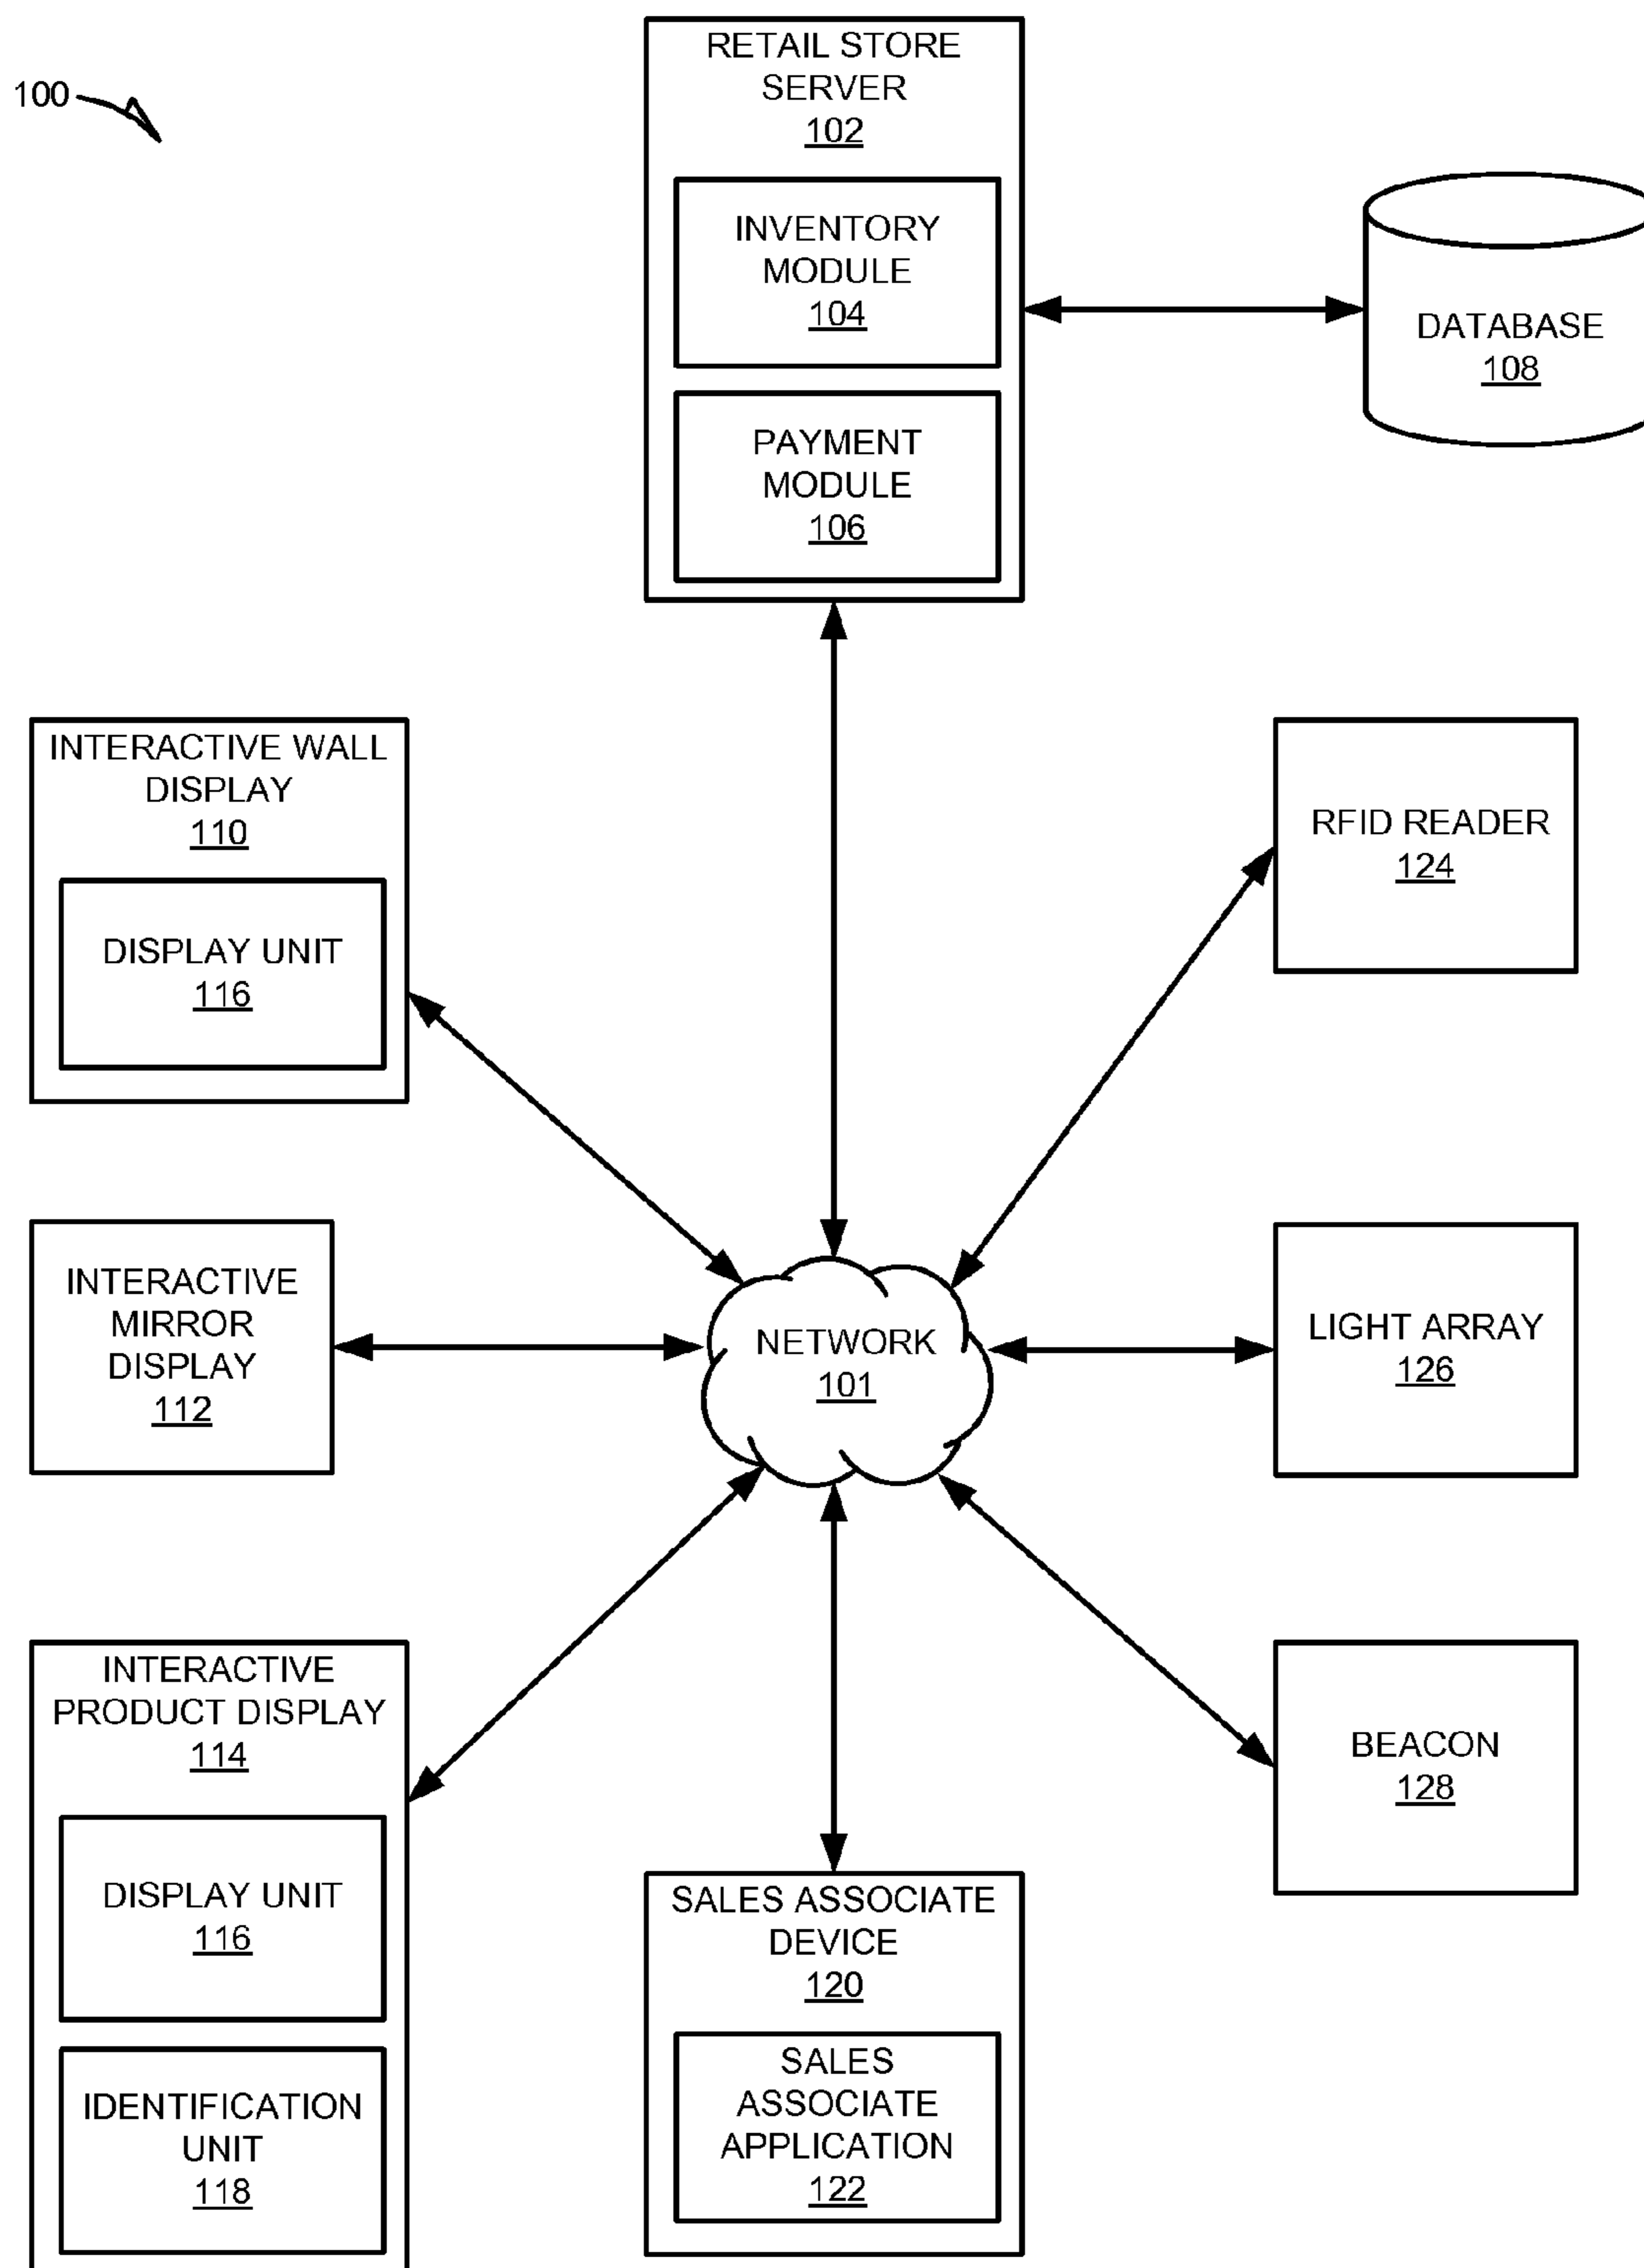 100
RETAIL STORE
SERVER
102
INVENTORY
MODULE
104
PAYMENT
MODULE
106
DATABASE
108
INTERACTIVE WALL
DISPLAY
110
DISPLAY UNIT
116
RFID READER
124
INTERACTIVE
MIRROR
DISPLAY
112
NETWORK
101
LIGHT ARRAY
126
INTERACTIVE
PRODUCT DISPLAY
114
DISPLAY UNIT
116
IDENTIFICATION
UNIT
118
SALES ASSOCIATE
DEVICE
120
SALES
ASSOCIATE
APPLICATION
122
BEACON
128